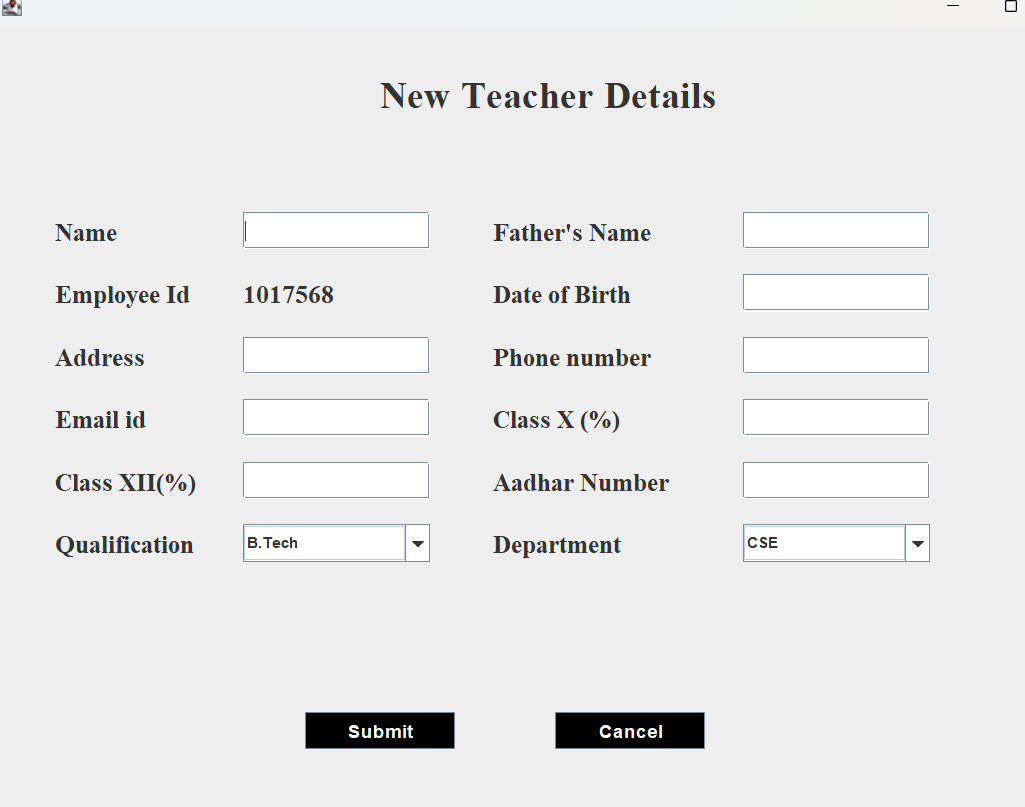 New Teacher Details
Name Father's Name
Employee Id 1017568 Date of Birth
Address Phone number
Email id Class X (%)
Class XII(%) Aadhar Number
Qualification B.Tech Department CSE
Submit Cancel